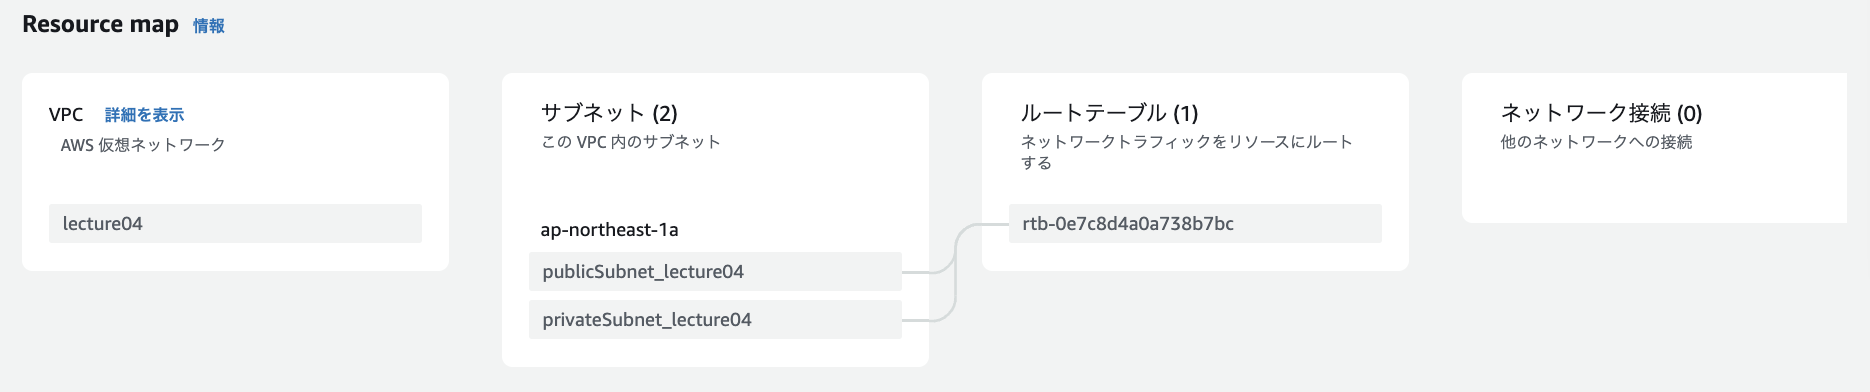 Resource map 情報
VPC 詳細を表示
AWS 仮想ネットワーク
lecture04
サブネット (2)
この VPC 内のサブネット
ap-northeast-1a
publicSubnet_lecture04
privateSubnet_lecture04
ルートテーブル (1)
ネットワークトラフィックをリソースにルート
する
rtb-0e7c8d4a0a738b7bc
ネットワーク接続 (0)
他のネットワークへの接続